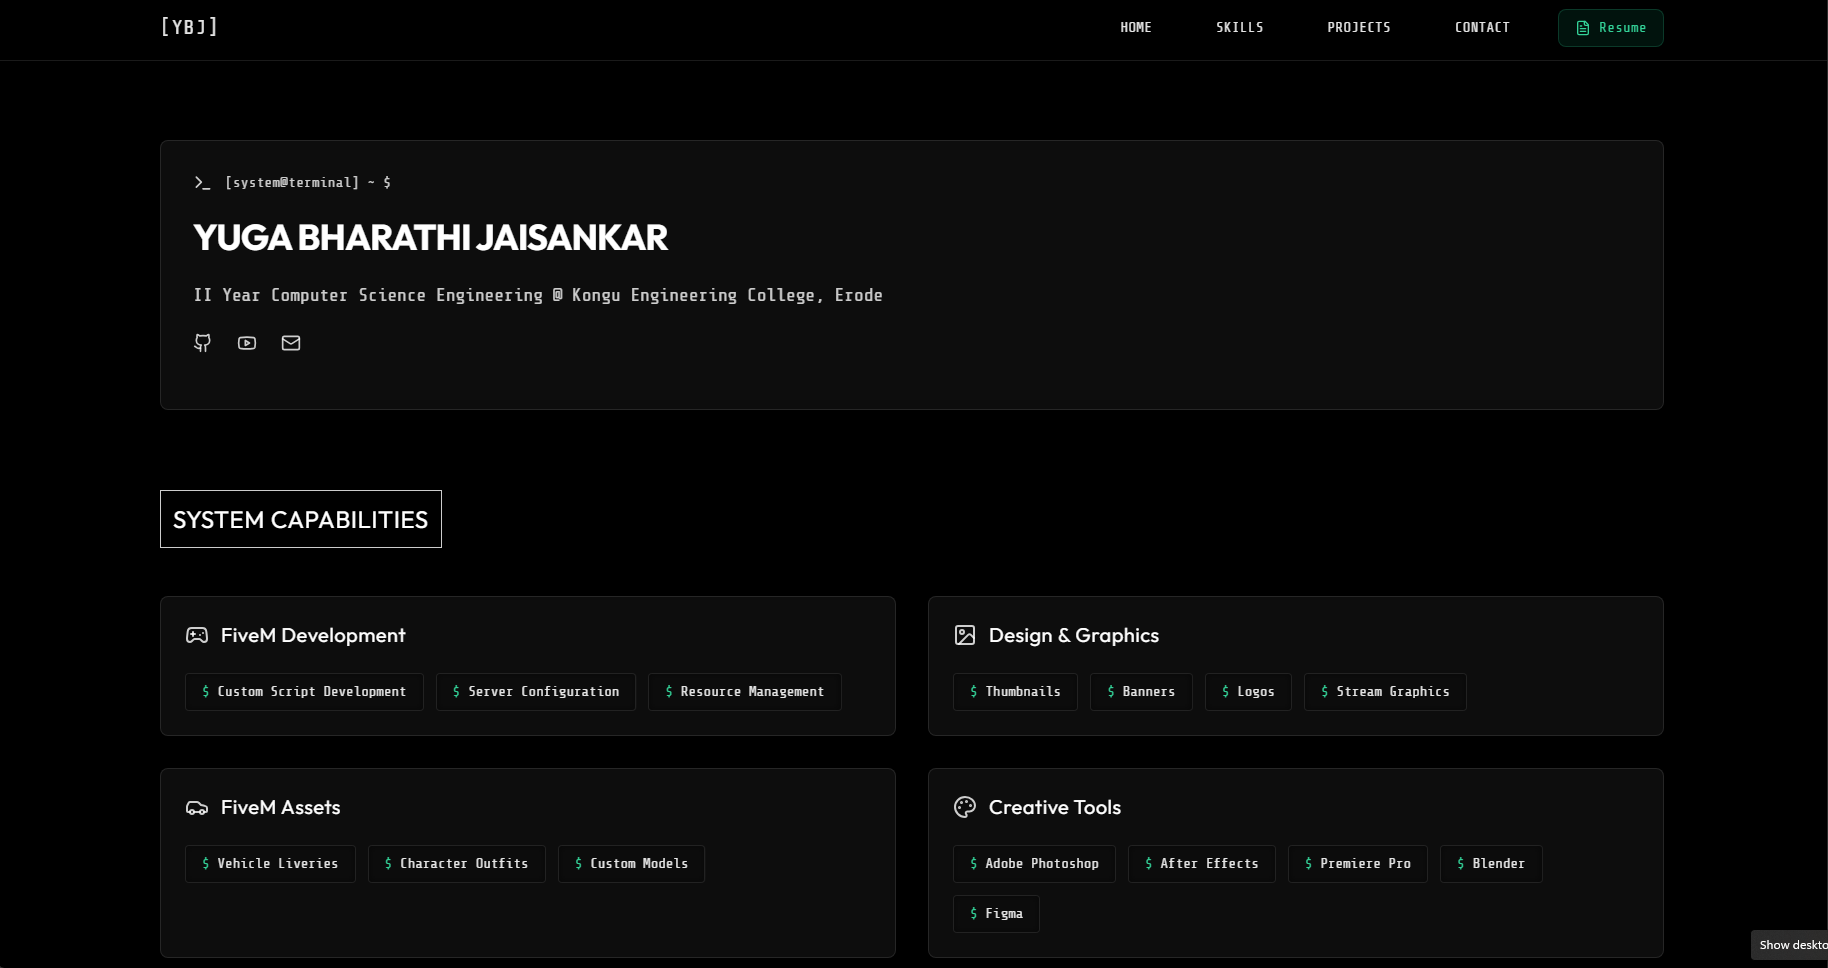 [YBJ]
HOME
SKILLS
PROJECTS
CONTACT
Resume
[system@terminal] ~ $
YUGA BHARATHI JAISANKAR
II Year Computer Science Engineering @ Kongu Engineering College, Erode
SYSTEM CAPABILITIES
FiveM Development
$ Custom Script Development
$ Server Configuration
$ Resource Management
Design & Graphics
$ Thumbnails
$ Banners
$ Logos
$ Stream Graphics
FiveM Assets
$ Vehicle Liveries
$ Character Outfits
$ Custom Models
Creative Tools
$ Adobe Photoshop
$ After Effects
$ Premiere Pro
$ Blender
$ Figma
Show deskto